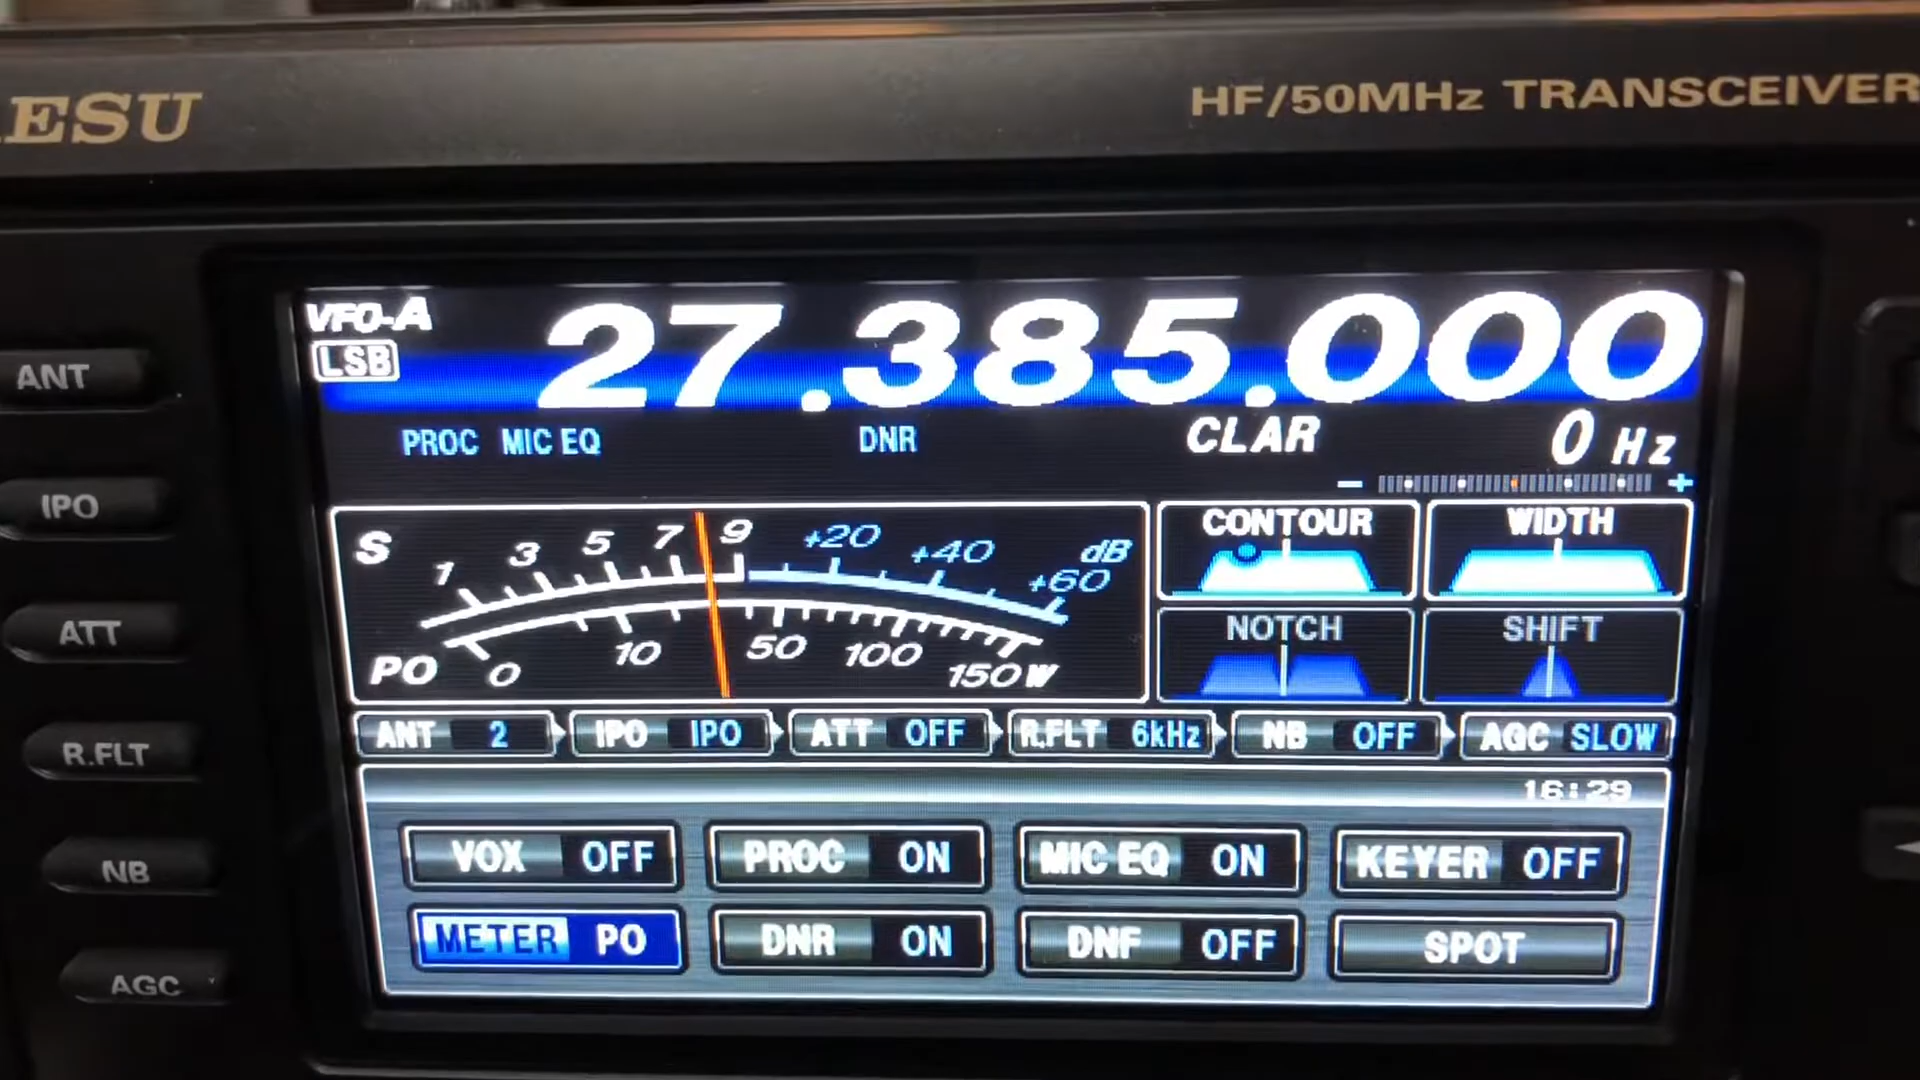 ESU
HF/50MHz TRANSCEIVER
VFO-A
27.385.000
LSB
PROC MIC EQ DNR CLAR 0 Hz
- +
S 1 3 5 7 9 +20 +40 +60 dB
PO 0 10 50 100 150 W
CONTOUR WIDTH
NOTCH SHIFT
ANT 2 IPO IPO ATT OFF R.FLT 6kHz NB OFF AGC SLOW
16:29
VOX OFF PROC ON MIC EQ ON KEYER OFF
METER PO DNR ON DNF OFF SPOT
ANT
IPO
ATT
R.FLT
NB
AGC